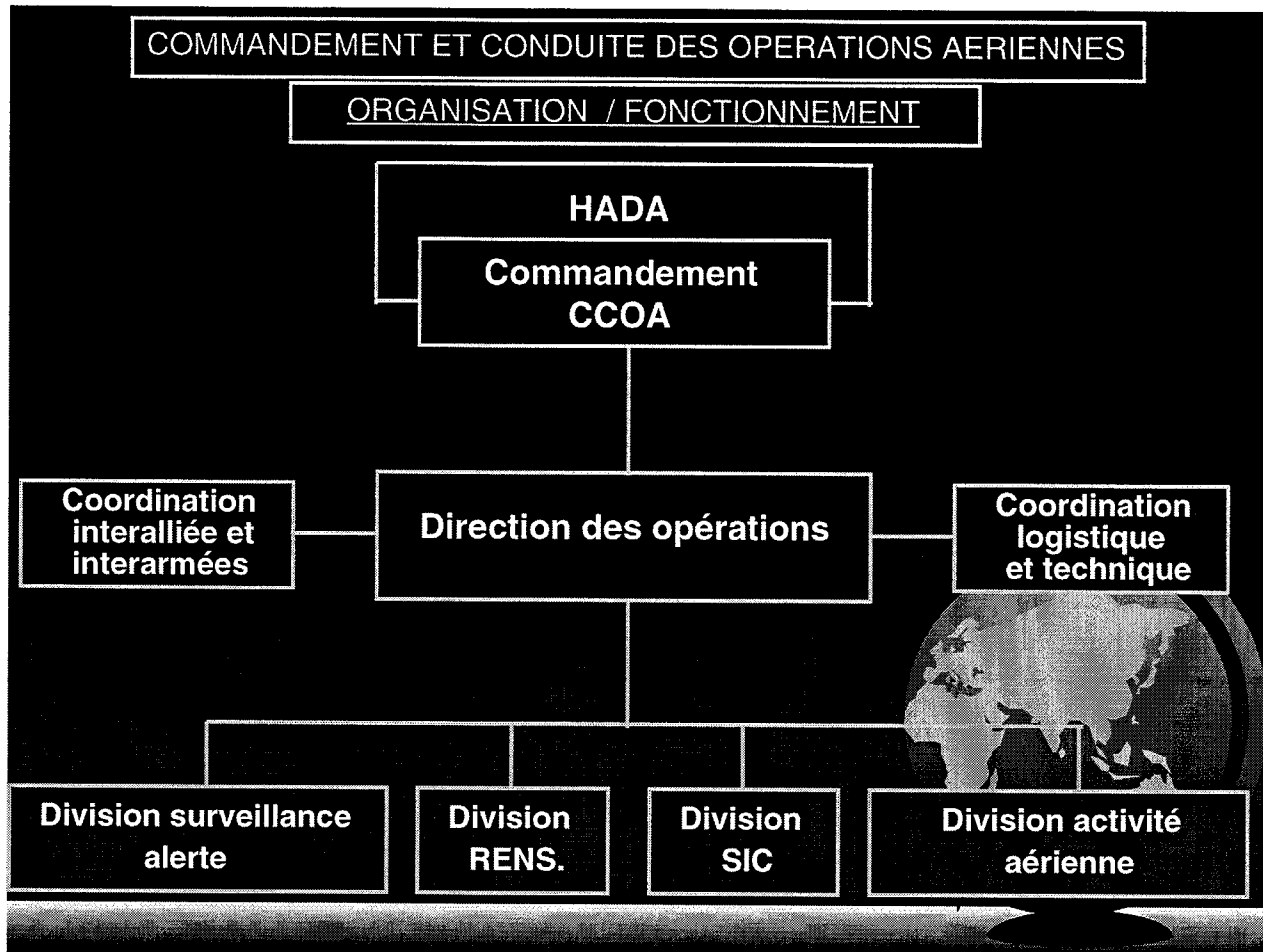 COMMANDEMENT ET CONDUITE DES OPERATIONS AERIENNES
ORGANISATION / FONCTIONNEMENT
HADA
Commandement
CCOA
Coordination
interalliée et
interarmées
Direction des opérations
Coordination
logistique
et technique
Division surveillance
alerte
Division
RENS.
Division
SIC
Division activité
aérienne